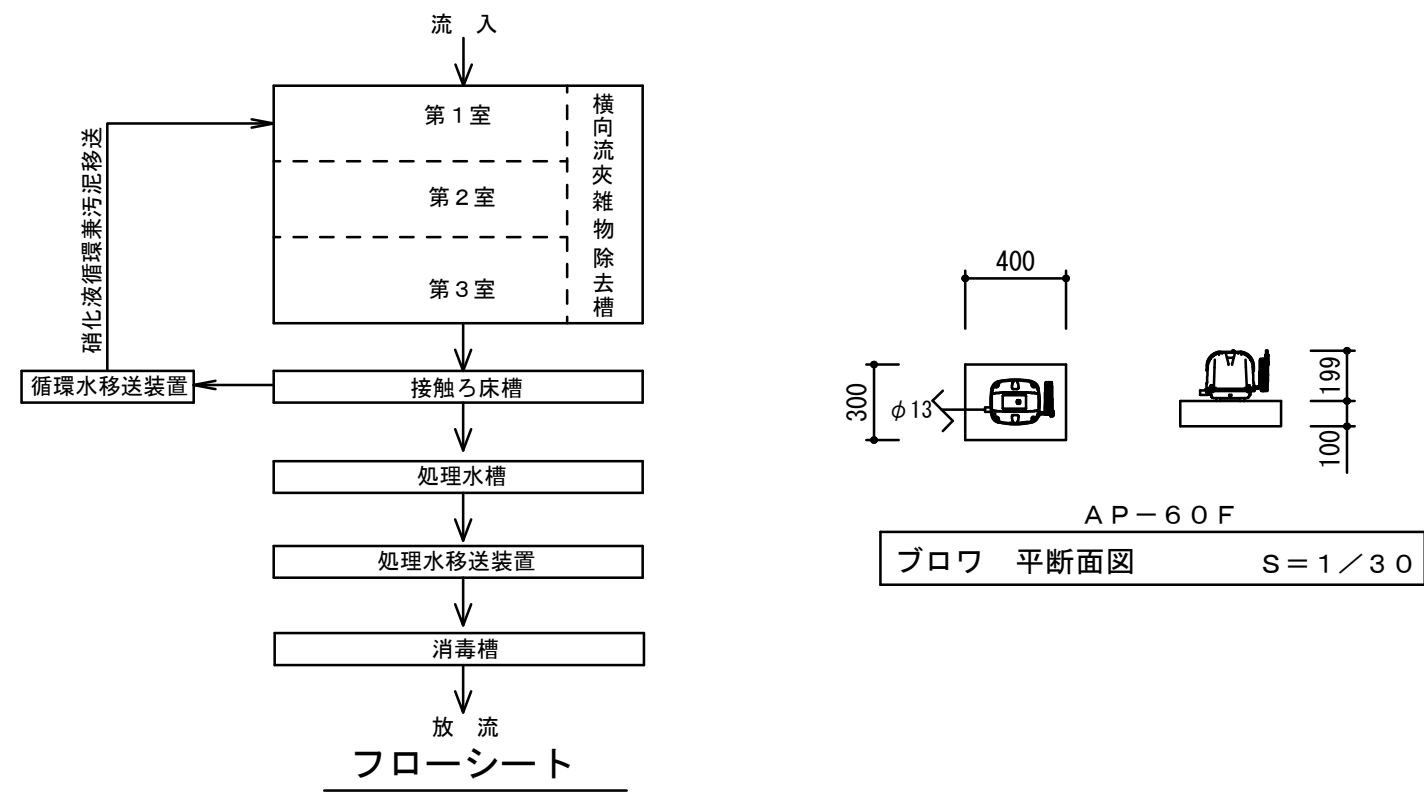 流　入
第１室
第２室
第３室
横向流夾雑物除去槽
硝化液循環兼汚泥移送
循環水移送装置
接触ろ床槽
処理水槽
処理水移送装置
消毒槽
放　流
フローシート
400
300
φ13
199
100
ＡＰ－６０Ｆ
ブロワ　平断面図　Ｓ＝１／３０